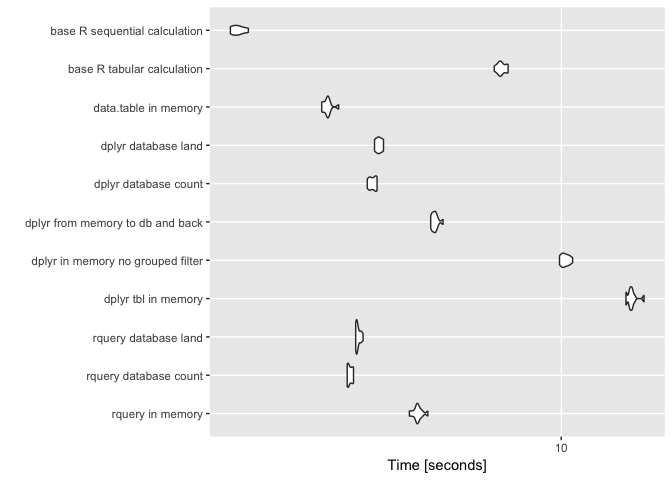 base R sequential calculation
base R tabular calculation
data.table in memory
dplyr database land
dplyr database count
dplyr from memory to db and back
dplyr in memory no grouped filter
dplyr tbl in memory
rquery database land
rquery database count
rquery in memory
10
Time [seconds]